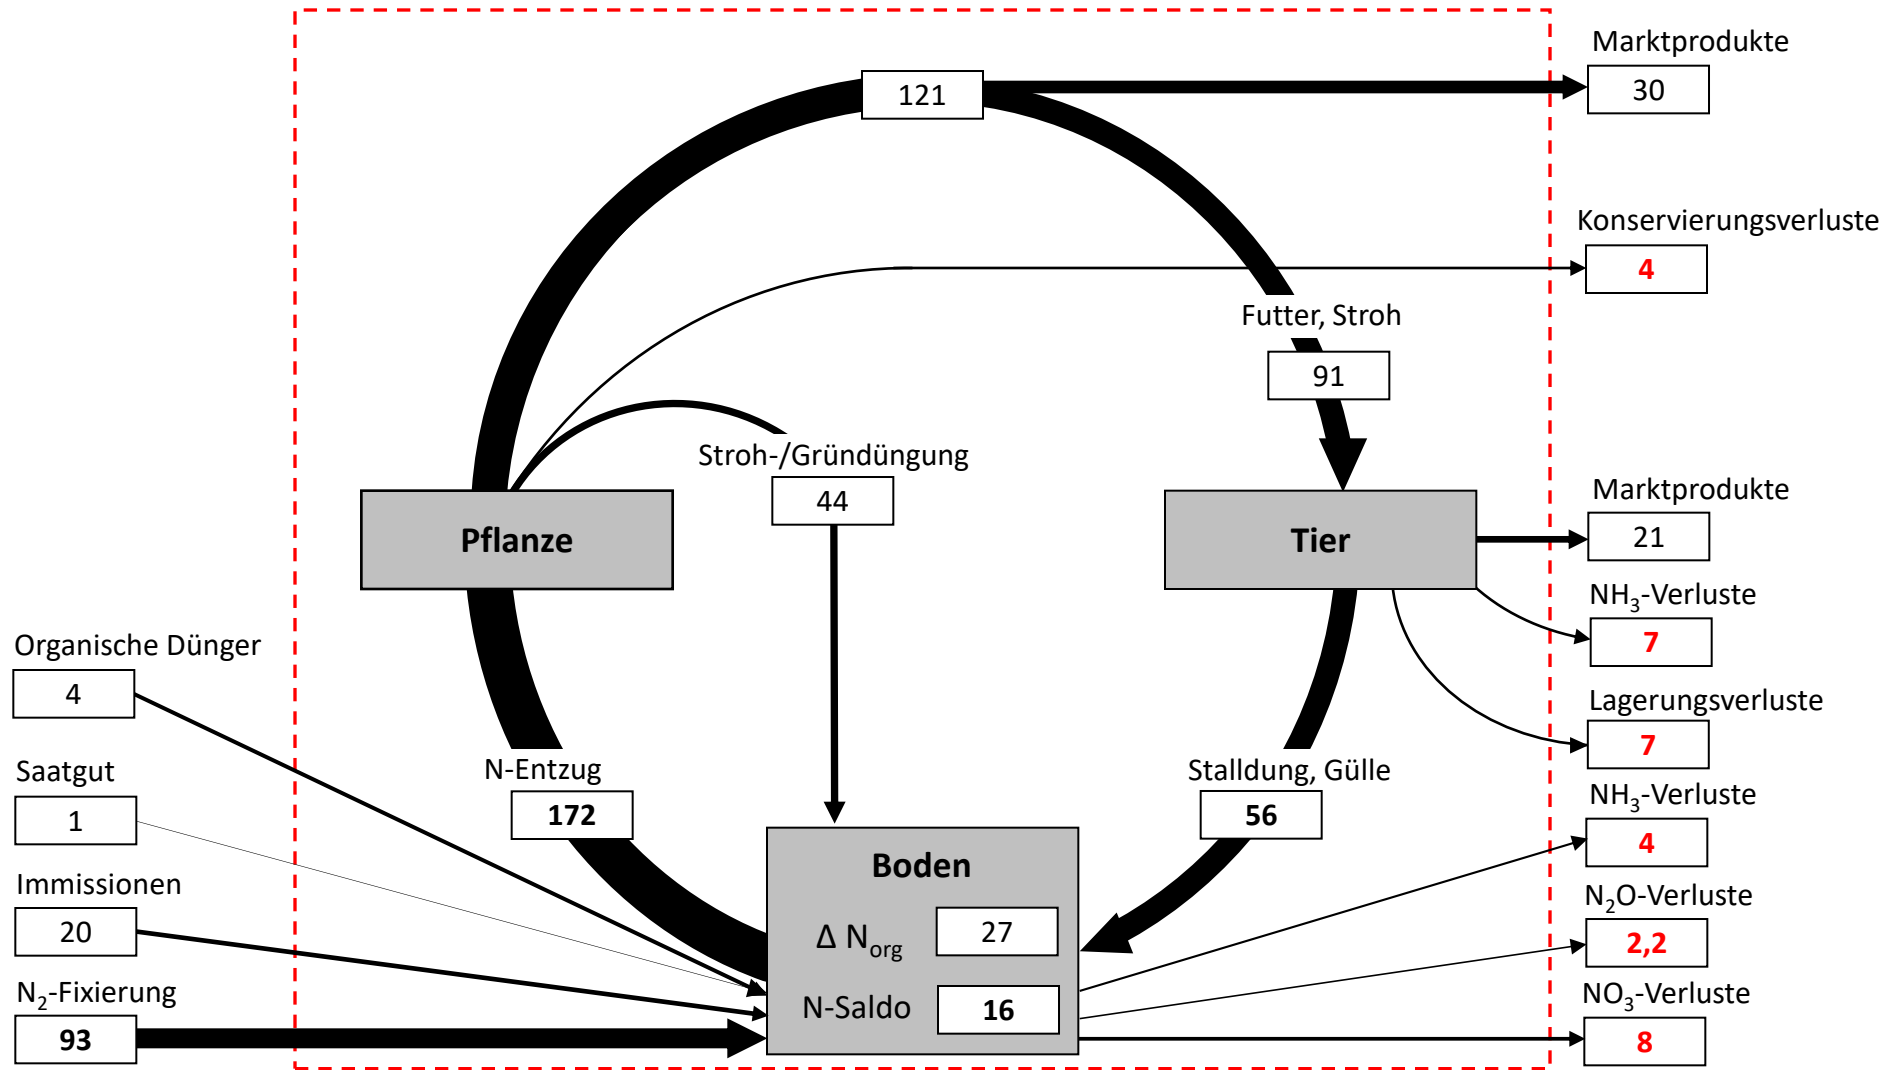 Marktprodukte
121
30
Konservierungsverluste
4
Futter, Stroh
91
Stroh-/Gründüngung
44
Marktprodukte
21
Pflanze
Tier
NH₃-Verluste
7
Organische Dünger
4
Lagerungsverluste
7
N-Entzug
172
Stalldung, Gülle
56
Saatgut
1
NH₃-Verluste
4
Boden
Δ N_org
27
N-Saldo
16
Immissionen
20
N₂O-Verluste
2,2
N₂-Fixierung
93
NO₃-Verluste
8